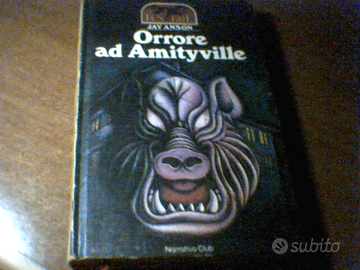 JAY ANSON
Orrore
ad Amityville
Narrativa Club
subito